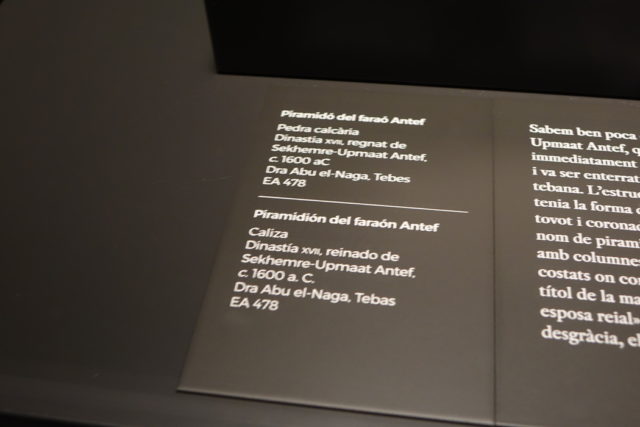 Piramidó del faraó Antef
Pedra calcària
Dinastia XVII, regnat de
Sekhemre-Upmaat Antef,
c. 1600 aC
Dra Abu el-Naga, Tebes
EA 478
Piramidión del faraón Antef
Caliza
Dinastía XVII, reinado de
Sekhemre-Upmaat Antef,
c. 1600 a. C.
Dra Abu el-Naga, Tebas
EA 478
Sabem ben poca
Upmaat Antef, q
immediatament
i va ser enterrat
tebana. L'estruc
tenia la forma d
tovot i coronad
nom de piram
amb columnes
costats on co
títol de la ma
esposa reial»
desgràcia, el